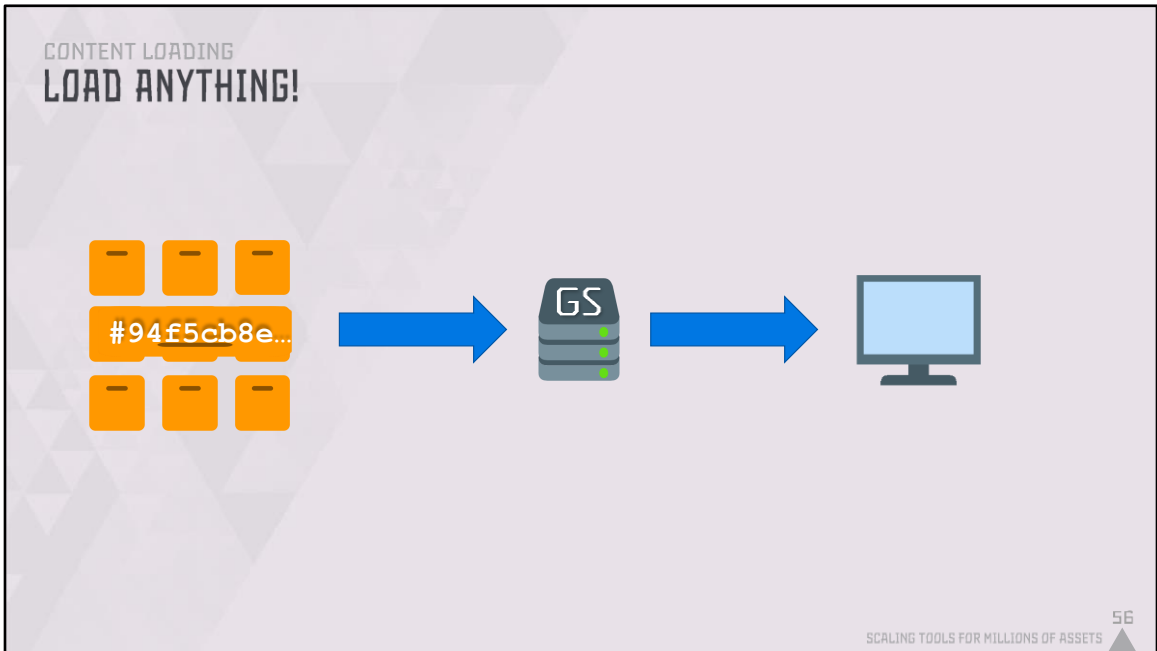 CONTENT LOADING
LOAD ANYTHING!
#94f5cb8e…
GS
56
SCALING TOOLS FOR MILLIONS OF ASSETS